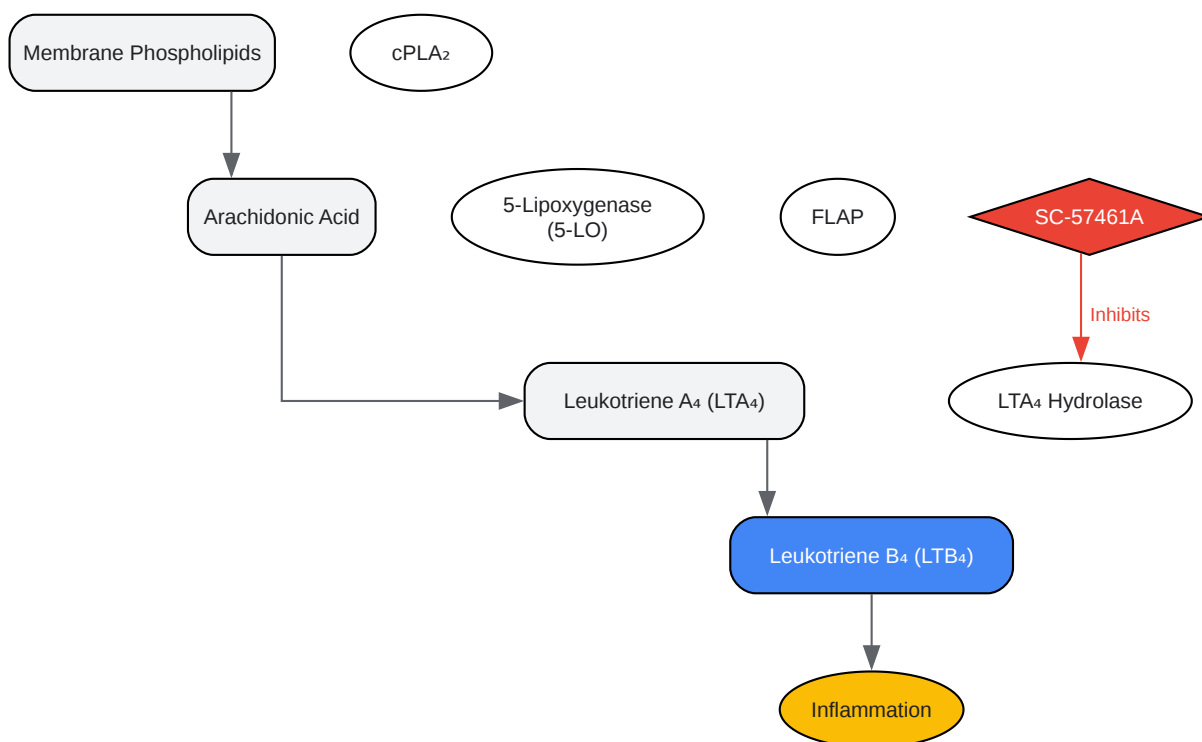 Membrane Phospholipids
cPLA₂
Arachidonic Acid
5-Lipoxygenase
(5-LO)
FLAP
SC-57461A
Inhibits
Leukotriene A₄ (LTA₄)
LTA₄ Hydrolase
Leukotriene B₄ (LTB₄)
Inflammation